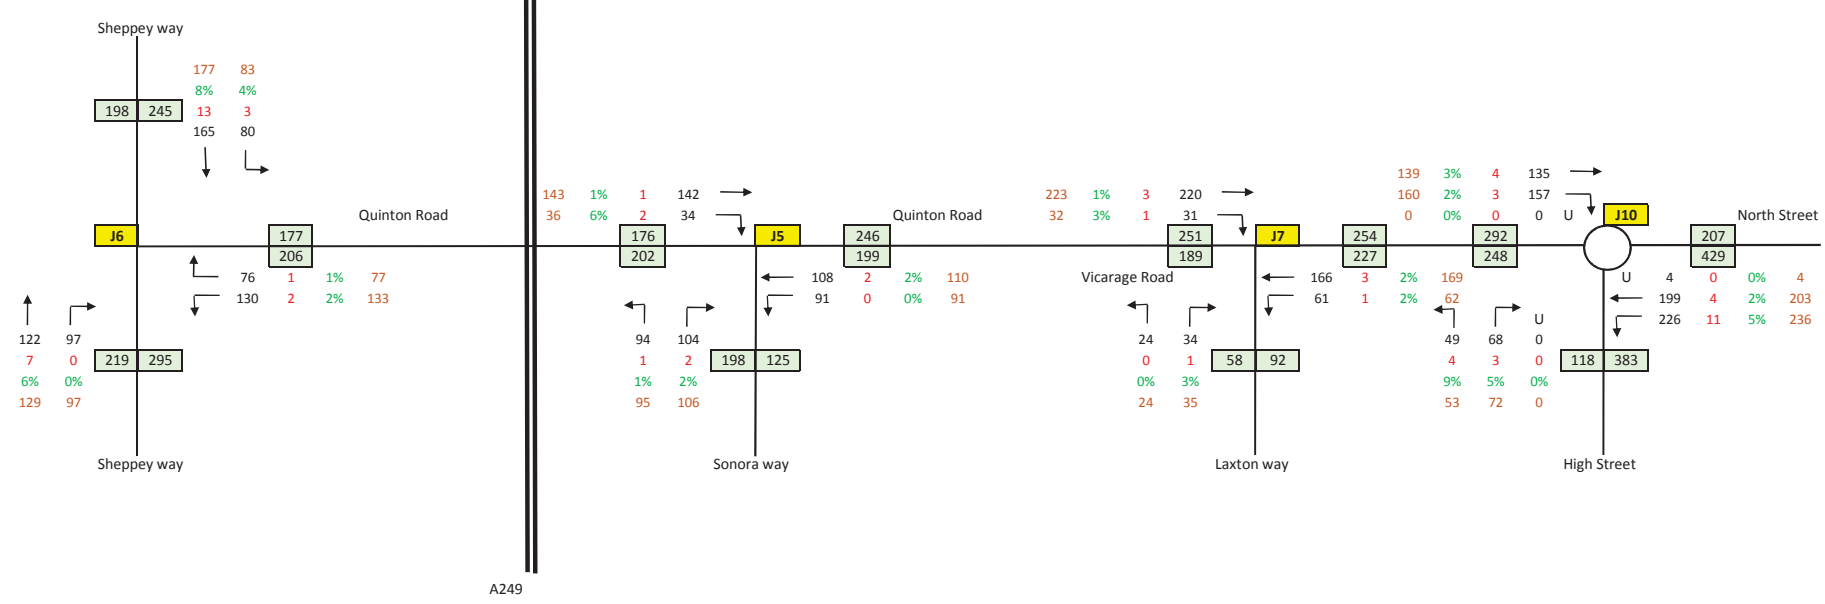 Sheppey way
177 83
8% 4%
198 245 13 3
165 80
139 3% 4 135
143 1% 1 142
223 1% 3 220
160 2% 3 157
36 6% 2 34
32 3% 1 31
0 0% 0 0 U
Quinton Road
Quinton Road
J10
North Street
J6
177
176
J5
246
251
J7
254
292
207
206
202
199
189
227
248
429
76 1 1% 77
108 2 2% 110
Vicarage Road
166 3 2% 169
U 4 0 0% 4
130 2 2% 133
91 0 0% 91
61 1 2% 62
199 4 2% 203
U
226 11 5% 236
122 97
94 104
24 34
49 68 0
7 0
219 295
1 2
198 125
0 1
58 92
4 3 0
118 383
6% 0%
1% 2%
0% 3%
9% 5% 0%
129 97
95 106
24 35
53 72 0
Sheppey way
Sonora way
Laxton way
High Street
A249